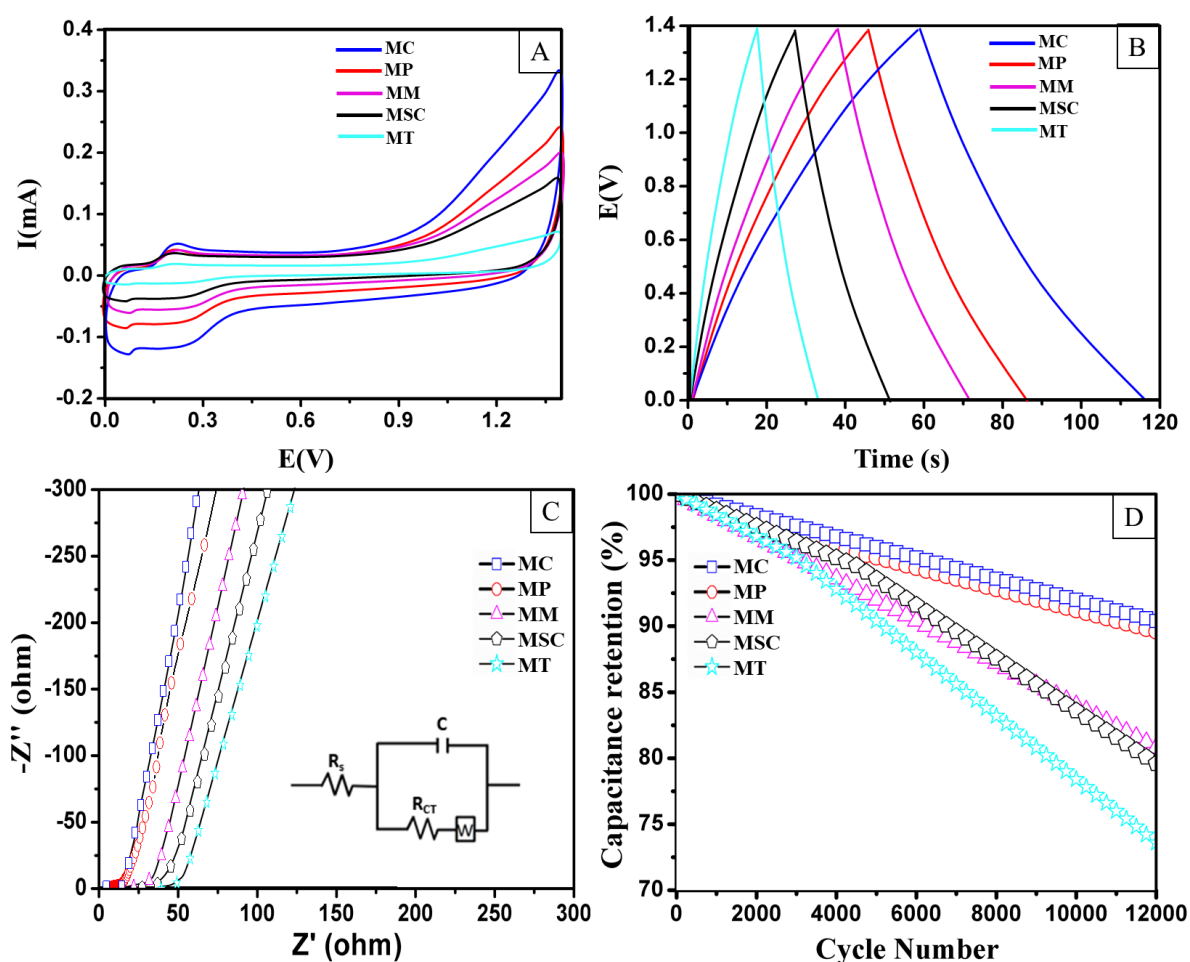 A
I(mA)
0.4
0.3
0.2
0.1
0.0
-0.1
-0.2
MC
MP
MM
MSC
MT
0.0
0.3
0.6
0.9
1.2
E(V)
B
E(V)
1.4
1.2
1.0
0.8
0.6
0.4
0.2
0.0
MC
MP
MM
MSC
MT
0
20
40
60
80
100
120
Time (s)
C
-Z'' (ohm)
-300
-250
-200
-150
-100
-50
0
MC
MP
MM
MSC
MT
Rs
C
RCT
W
0
50
100
150
200
250
300
Z' (ohm)
D
Capacitance retention (%)
100
95
90
85
80
75
70
MC
MP
MM
MSC
MT
0
2000
4000
6000
8000
10000
12000
Cycle Number